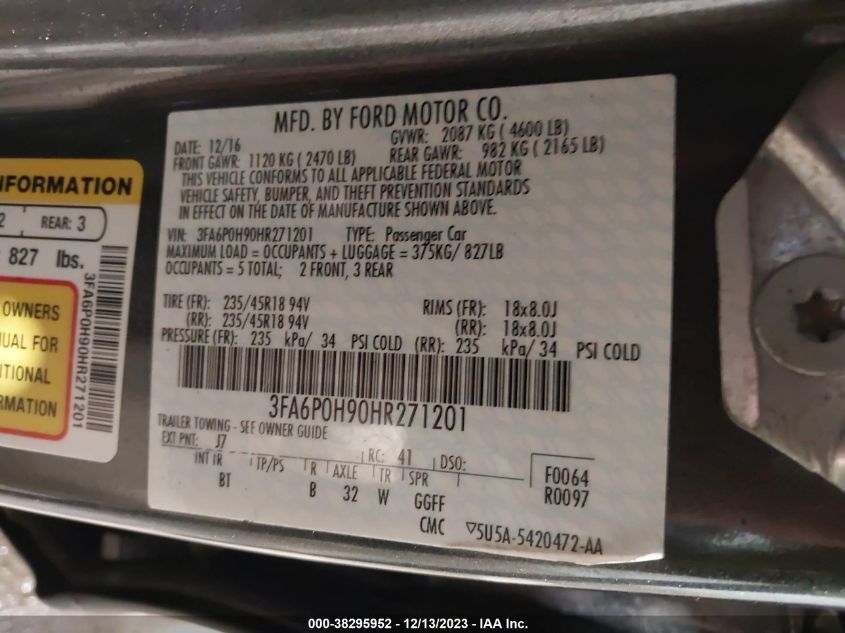 MFD. BY FORD MOTOR CO.
DATE: 12/16 GVWR: 2087 KG ( 4600 LB)
FRONT GAWR: 1120 KG ( 2470 LB) REAR GAWR: 982 KG ( 2165 LB)
THIS VEHICLE CONFORMS TO ALL APPLICABLE FEDERAL MOTOR
VEHICLE SAFETY, BUMPER, AND THEFT PREVENTION STANDARDS
IN EFFECT ON THE DATE OF MANUFACTURE SHOWN ABOVE.
VIN: 3FA6P0H90HR271201 TYPE: Passenger Car
MAXIMUM LOAD = OCCUPANTS + LUGGAGE = 375KG/ 827LB
OCCUPANTS = 5 TOTAL; 2 FRONT, 3 REAR
TIRE (FR): 235/45R18 94V RIMS (FR): 18x8.0J
(RR): 235/45R18 94V (RR): 18x8.0J
PRESSURE (FR): 235 kPa/ 34 PSI COLD (RR): 235 kPa/ 34 PSI COLD
3FA6P0H90HR271201
TRAILER TOWING - SEE OWNER GUIDE
EXT PNT: J7 RC: 41 DSO:
INT TR TP/PS R AXLE TR SPR F0064
BT B 32 W GGFF R0097
CMC 5U5A-5420472-AA
NFORMATION
2 REAR: 3
827 lbs.
3FA6P0H90HR271201
OWNERS
UAL FOR
ITIONAL
RMATION
000-38295952 - 12/13/2023 - IAA Inc.